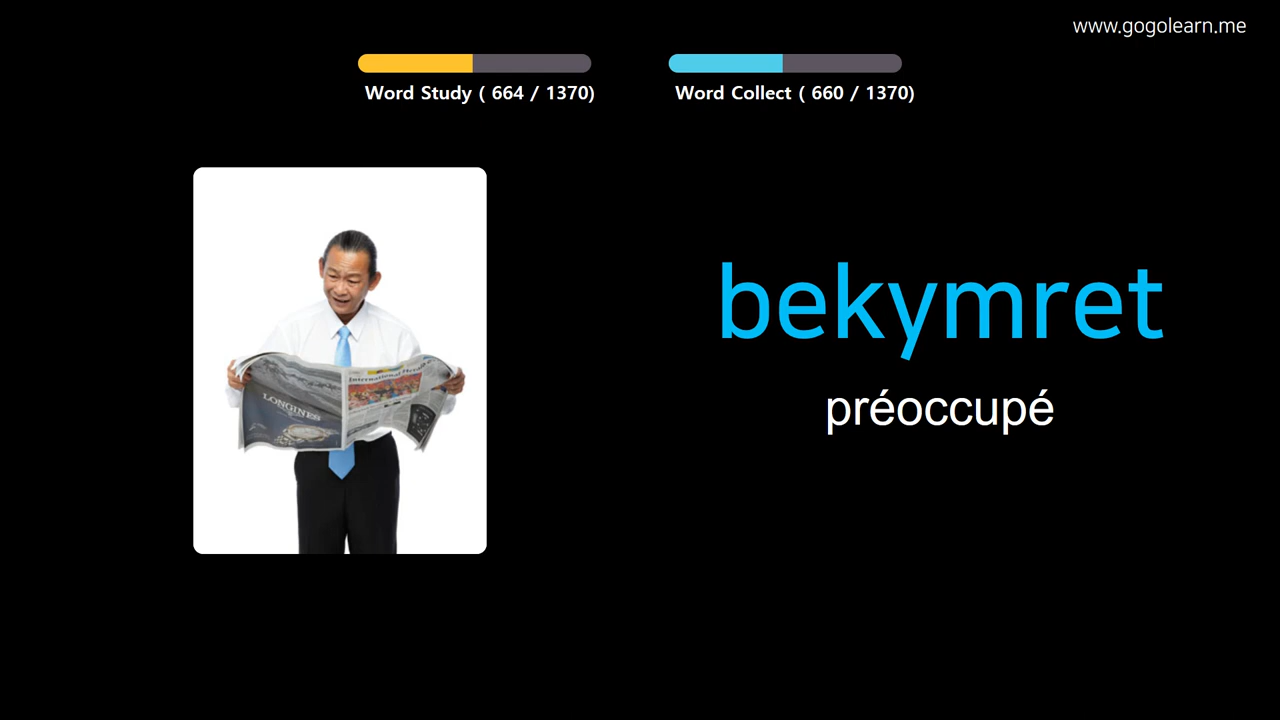 www.gogolearn.me
Word Study ( 664 / 1370)
Word Collect ( 660 / 1370)
bekymret
préoccupé
International Herald
LONGINES